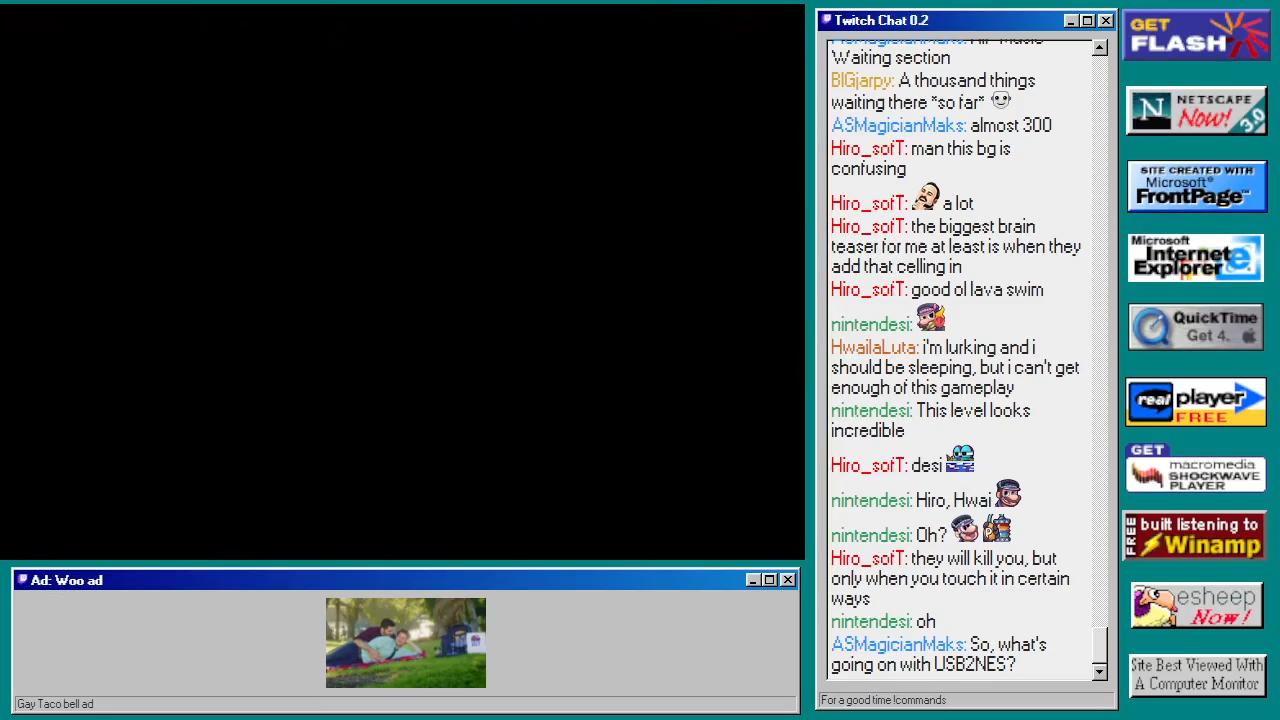 Twitch Chat 0.2
Waiting section
BIGjarpy: A thousand things
waiting there *so far*
ASMagicianMaks: almost 300
Hiro_sofT: man this bg is
confusing
Hiro_sofT: a lot
Hiro_sofT: the biggest brain
teaser for me at least is when they
add that celling in
Hiro_sofT: good ol lava swim
nintendesi:
HwailaLuta: i'm lurking and i
should be sleeping, but i can't get
enough of this gameplay
nintendesi: This level looks
incredible
Hiro_sofT: desi
nintendesi: Hiro, Hwai
nintendesi: Oh?
Hiro_sofT: they will kill you, but
only when you touch it in certain
ways
nintendesi: oh
ASMagicianMaks: So, what's
going on with USB2NES?
For a good time !commands
GET
FLASH
N NETSCAPE
Now! 3.0
SITE CREATED WITH
Microsoft®
FrontPage™
Microsoft
Internet
Explorer
QuickTime
Get 4.
real player
FREE
GET
macromedia
SHOCKWAVE
PLAYER
FREE
built listening to
Winamp
esheep
Now!
Site Best Viewed With
A Computer Monitor
Ad: Woo ad
Gay Taco bell ad